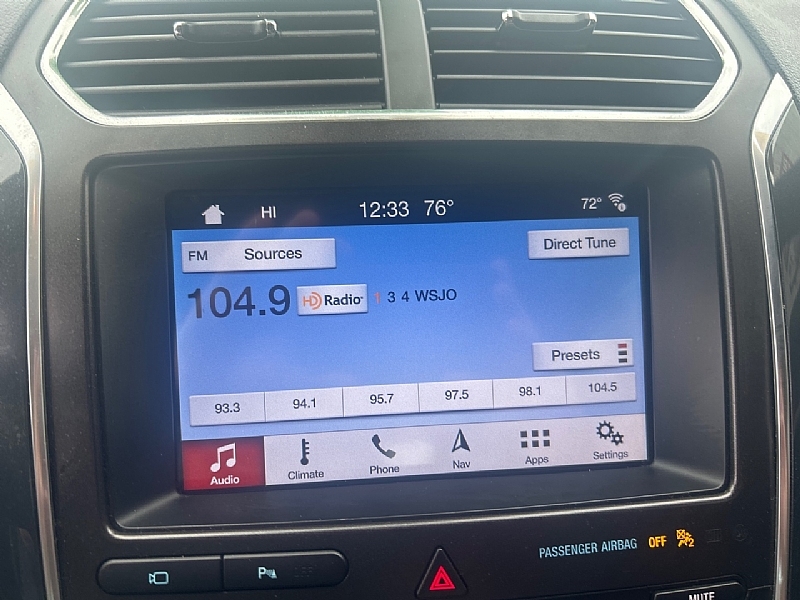 HI 12:33 76° 72°
FM Sources Direct Tune
104.9 HD Radio 1 3 4 WSJO
Presets
93.3 94.1 95.7 97.5 98.1 104.5
Audio Climate Phone Nav Apps Settings
PASSENGER AIRBAG OFF 2
P
MUTE